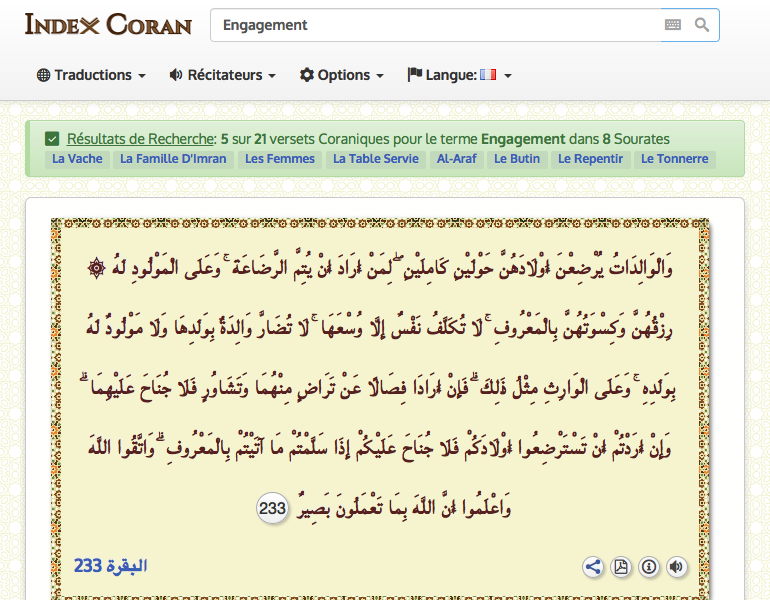 INDEX CORAN
Engagement
Traductions
Récitateurs
Options
Langue:
Résultats de Recherche: 5 sur 21 versets Coraniques pour le terme Engagement dans 8 Sourates
La Vache La Famille D'Imran Les Femmes La Table Servie Al-Araf Le Butin Le Repentir Le Tonnerre
۞ وَالْوَالِدَاتُ يُرْضِعْنَ أَوْلَادَهُنَّ حَوْلَيْنِ كَامِلَيْنِ ۖ لِمَنْ أَرَادَ أَنْ يُتِمَّ الرَّضَاعَةَ ۚ وَعَلَى الْمَوْلُودِ لَهُ
رِزْقُهُنَّ وَكِسْوَتُهُنَّ بِالْمَعْرُوفِ ۚ لَا تُكَلَّفُ نَفْسٌ إِلَّا وُسْعَهَا ۚ لَا تُضَارَّ وَالِدَةٌ بِوَلَدِهَا وَلَا مَوْلُودٌ لَهُ
بِوَلَدِهِ ۚ وَعَلَى الْوَارِثِ مِثْلُ ذَلِكَ ۗ فَإِنْ أَرَادَا فِصَالًا عَنْ تَرَاضٍ مِنْهُمَا وَتَشَاوُرٍ فَلَا جُنَاحَ عَلَيْهِمَا ۗ
وَإِنْ أَرَدْتُمْ أَنْ تَسْتَرْضِعُوا أَوْلَادَكُمْ فَلَا جُنَاحَ عَلَيْكُمْ إِذَا سَلَّمْتُمْ مَا آتَيْتُمْ بِالْمَعْرُوفِ ۗ وَاتَّقُوا اللَّهَ
وَاعْلَمُوا أَنَّ اللَّهَ بِمَا تَعْمَلُونَ بَصِيرٌ 233
البقرة 233